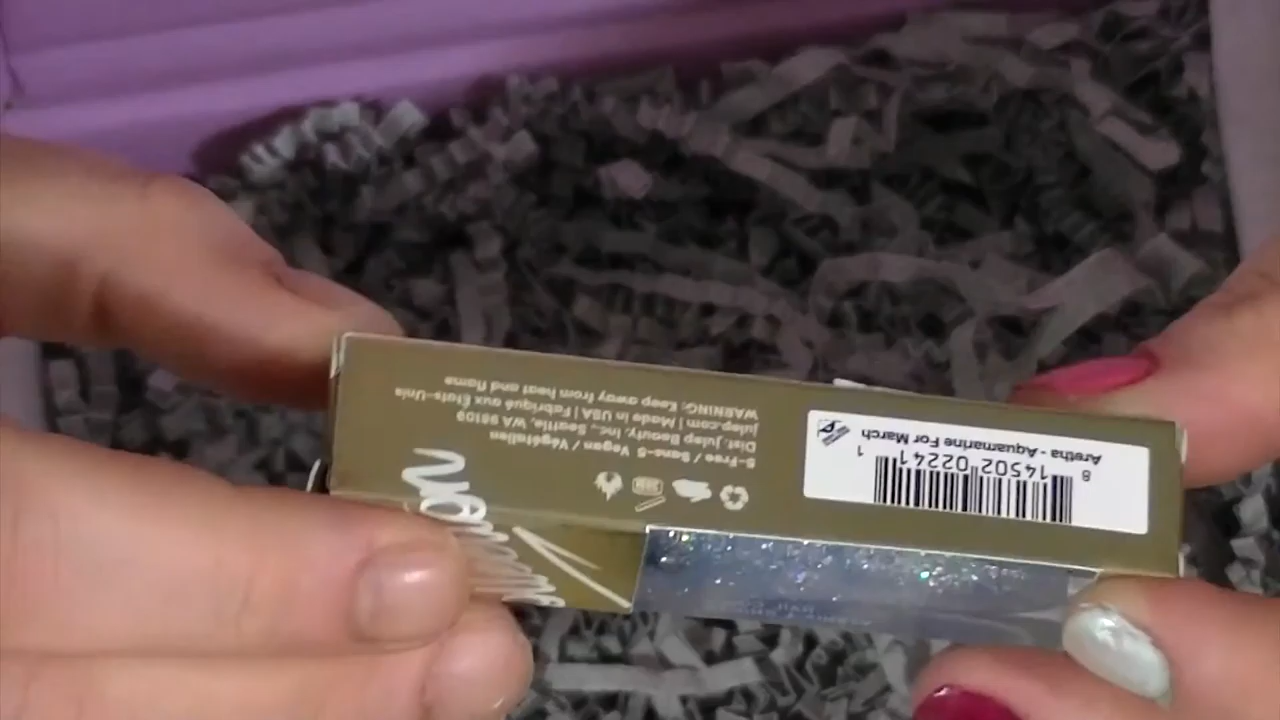 8 14502 02241 1
Aretha - Aquamarine For March
5-Free / Sans-5 Vegan / Végétalien
Dist. Julep Beauty, Inc., Seattle, WA 98109
julep.com | Made in USA | Fabriqué aux États-Unis
WARNING: Keep away from heat and flame